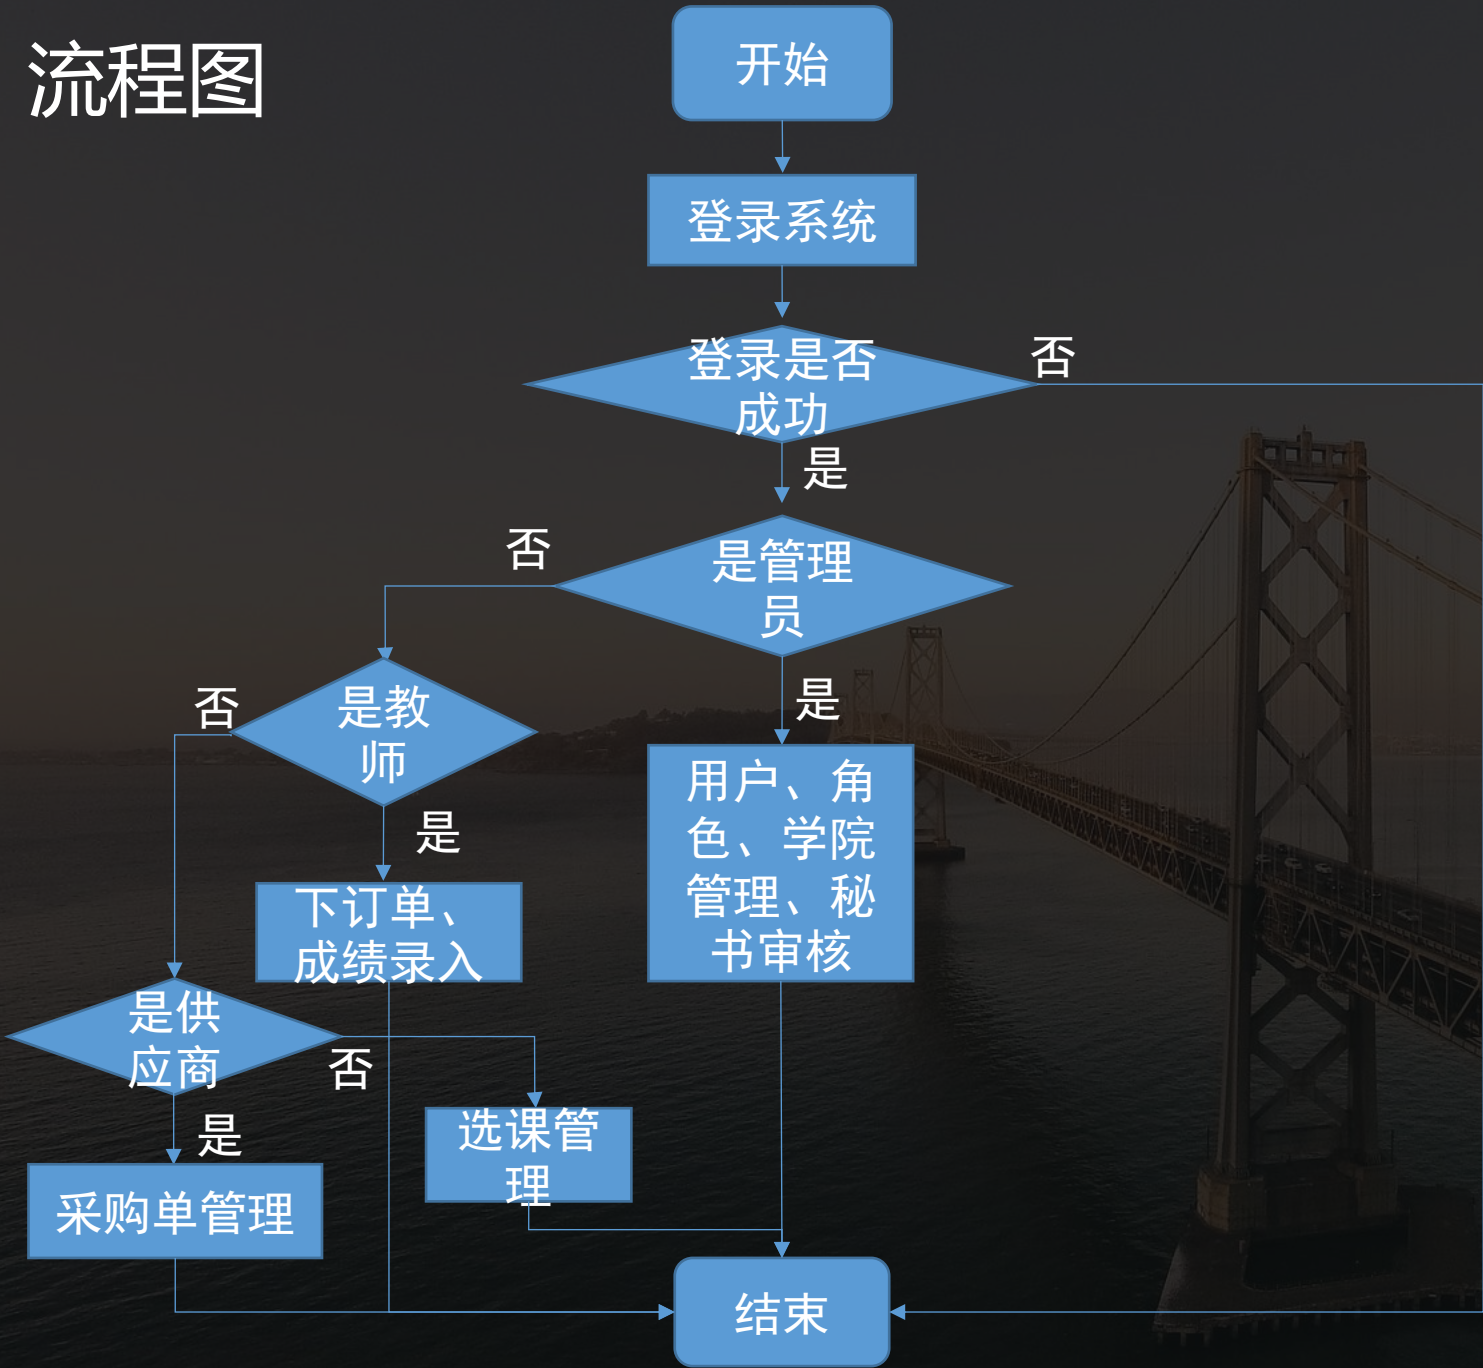 流程图
开始
登录系统
登录是否
成功
否
是
是管理
员
否
是
是教
师
否
是
用户、角
色、学院
管理、秘
书审核
下订单、
成绩录入
是供
应商
否
是
选课管
理
采购单管理
结束